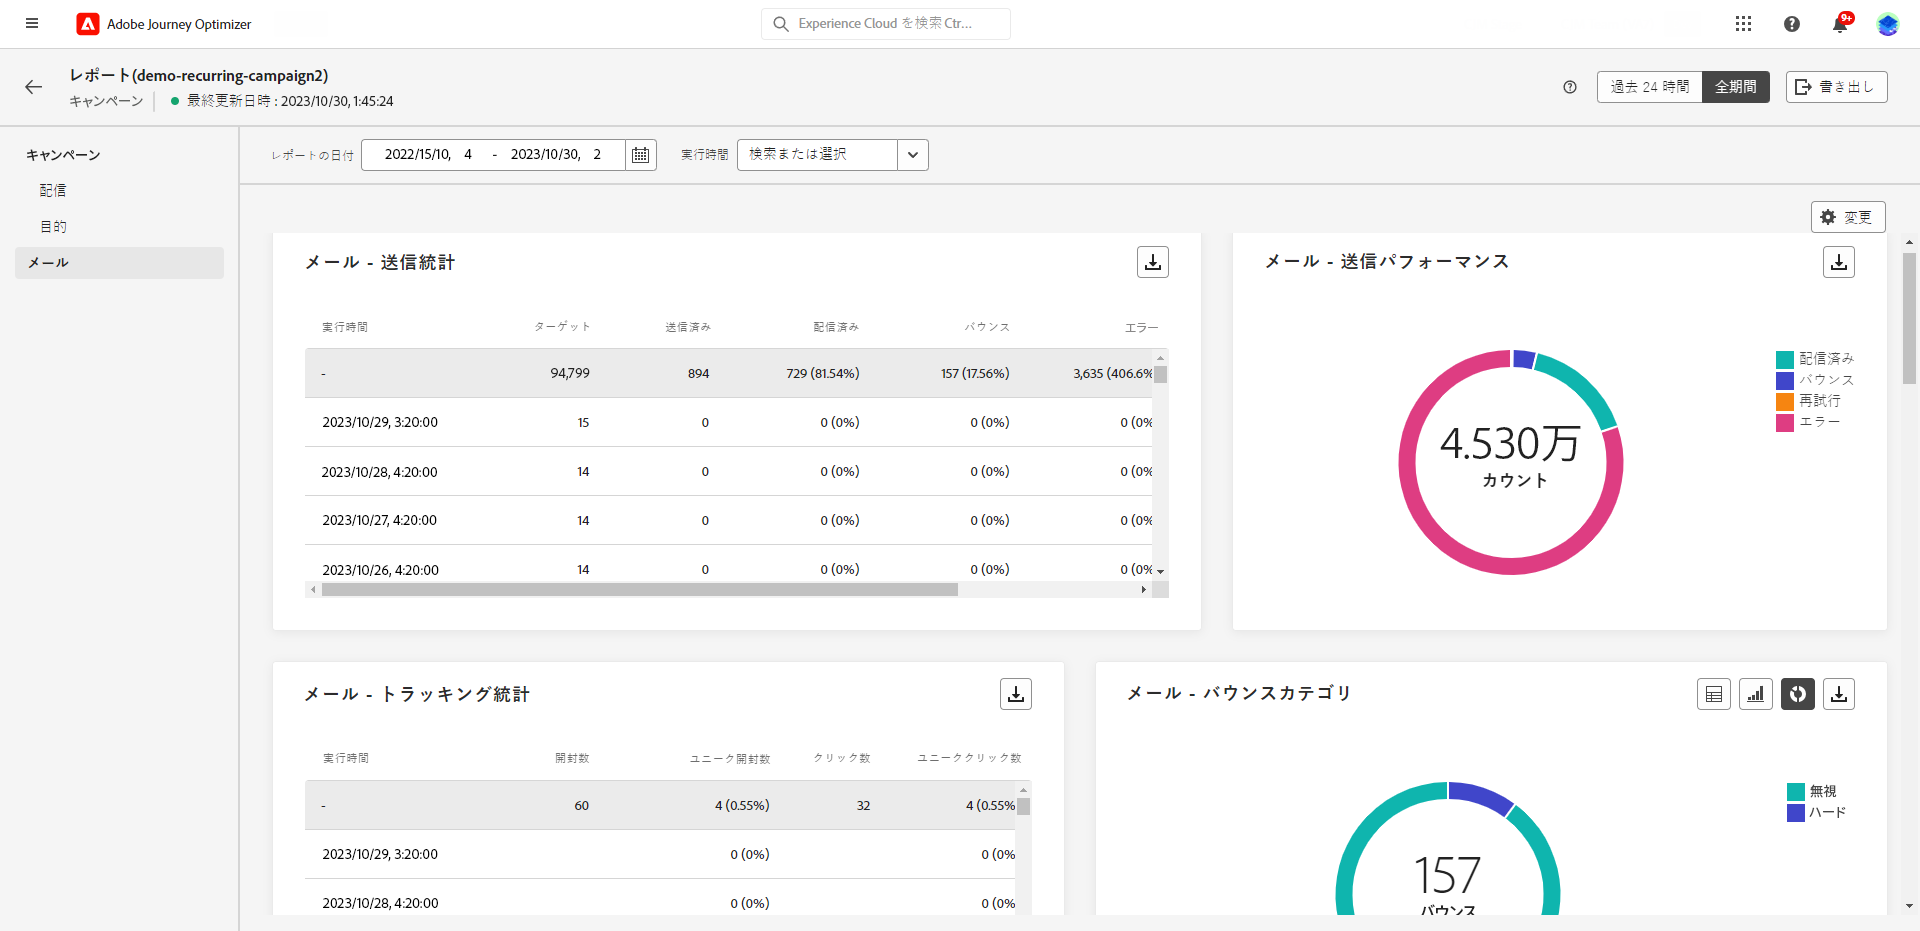 Adobe Journey Optimizer
Experience Cloud を検索 Ctr...
9+
レポート(demo-recurring-campaign2)
キャンペーン
最終更新日時 : 2023/10/30, 1:45:24
過去 24 時間
全期間
書き出し
キャンペーン
配信
目的
メール
レポートの日付
2022/15/10, 4 - 2023/10/30, 2
実行時間
検索または選択
変更
メール - 送信統計
実行時間 ターゲット 送信済み 配信済み バウンス エラー
- 94,799 894 729 (81.54%) 157 (17.56%) 3,635 (406.6%
2023/10/29, 3:20:00 15 0 0 (0%) 0 (0%) 0 (0%
2023/10/28, 4:20:00 14 0 0 (0%) 0 (0%) 0 (0%
2023/10/27, 4:20:00 14 0 0 (0%) 0 (0%) 0 (0%
2023/10/26, 4:20:00 14 0 0 (0%) 0 (0%) 0 (0%
メール - 送信パフォーマンス
4.530万
カウント
配信済み
バウンス
再試行
エラー
メール - トラッキング統計
実行時間 開封数 ユニーク開封数 クリック数 ユニーククリック数
- 60 4 (0.55%) 32 4 (0.55%
2023/10/29, 3:20:00 0 (0%) 0 (0%
2023/10/28, 4:20:00 0 (0%) 0 (0%
メール - バウンスカテゴリ
157
バウンス
無視
ハード